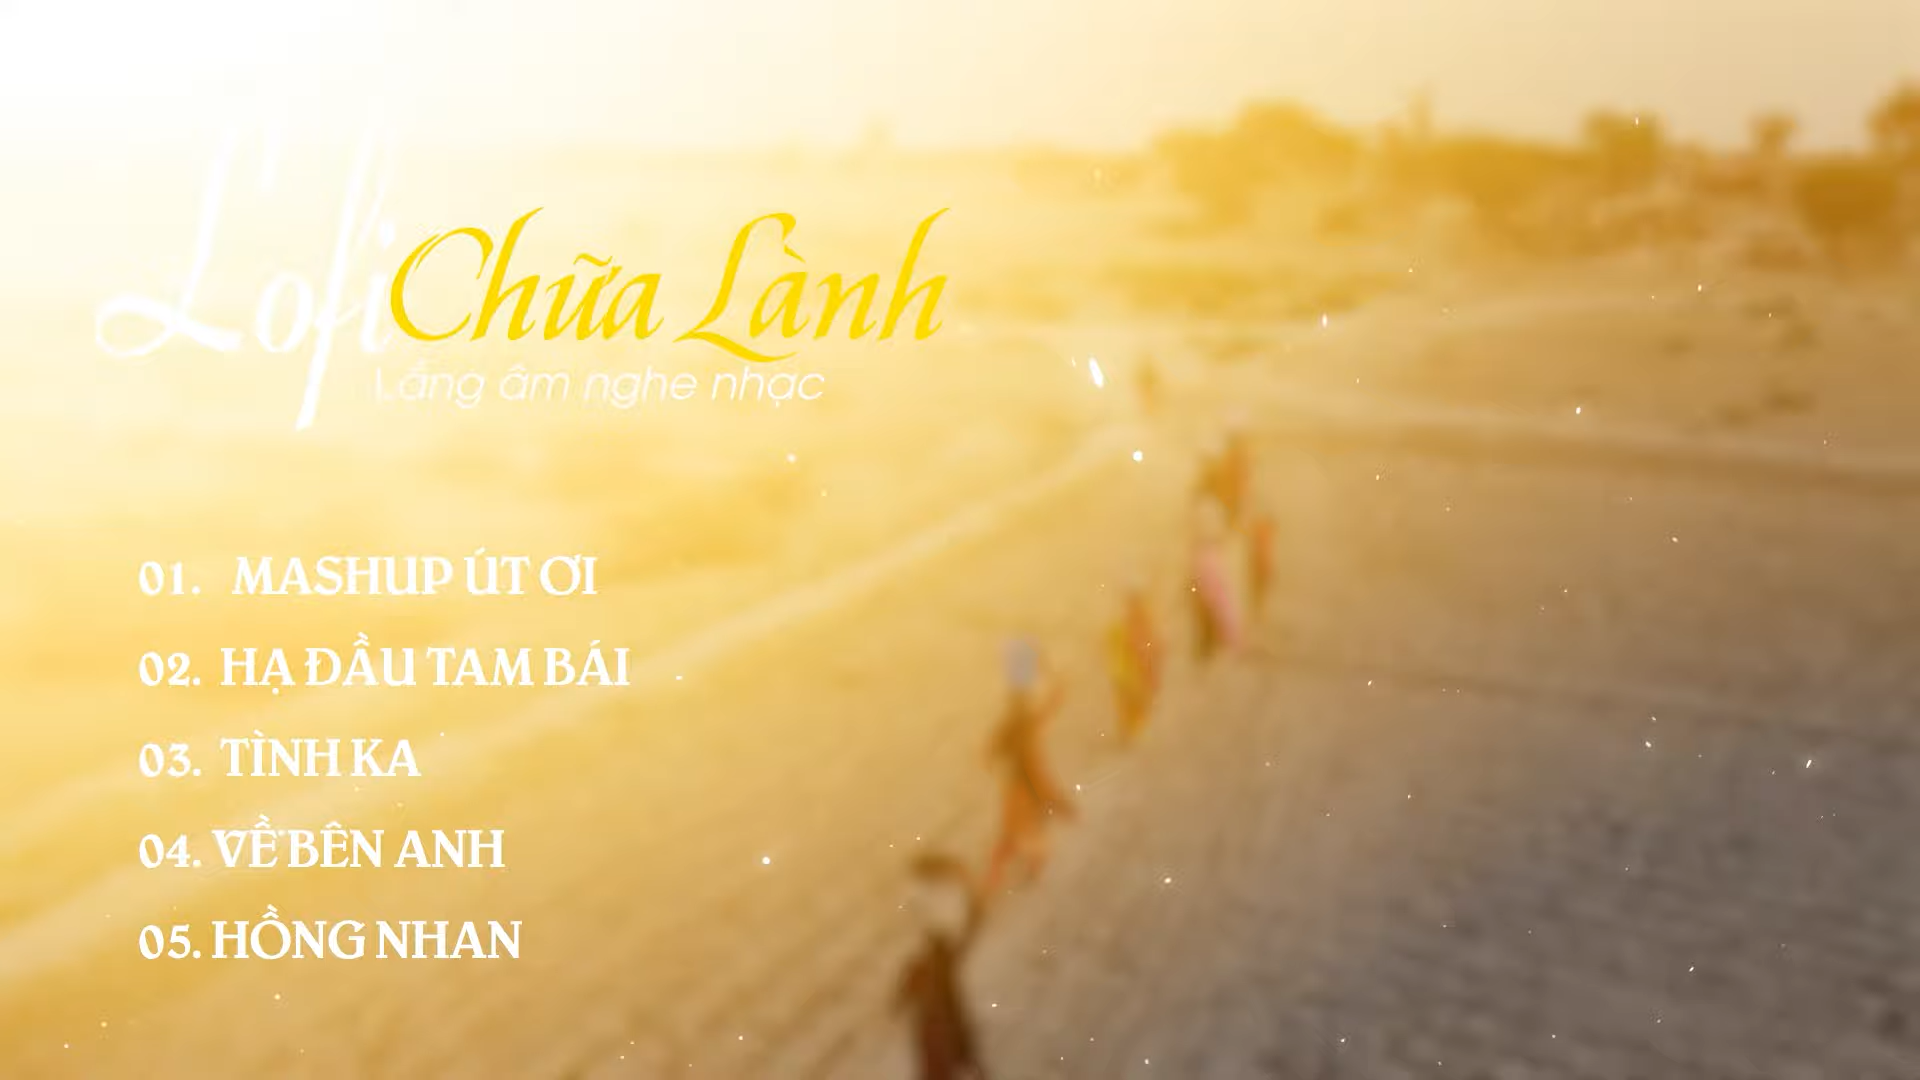 Lofi Chữa Lành
Lắng âm nghe nhạc
01. MASHUP ÚT ƠI
02. HẠ ĐẦU TAM BÁI
03. TÌNH KA
04. VỀ BÊN ANH
05. HỒNG NHAN